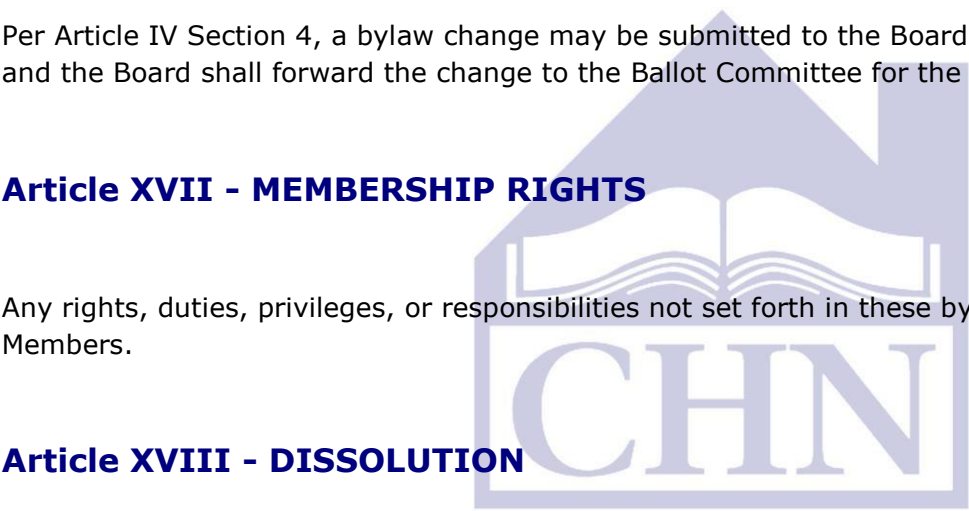 Per Article IV Section 4, a bylaw change may be submitted to the Board
and the Board shall forward the change to the Ballot Committee for the
Article XVII - MEMBERSHIP RIGHTS
Any rights, duties, privileges, or responsibilities not set forth in these by
Members.
CHN
Article XVIII - DISSOLUTION